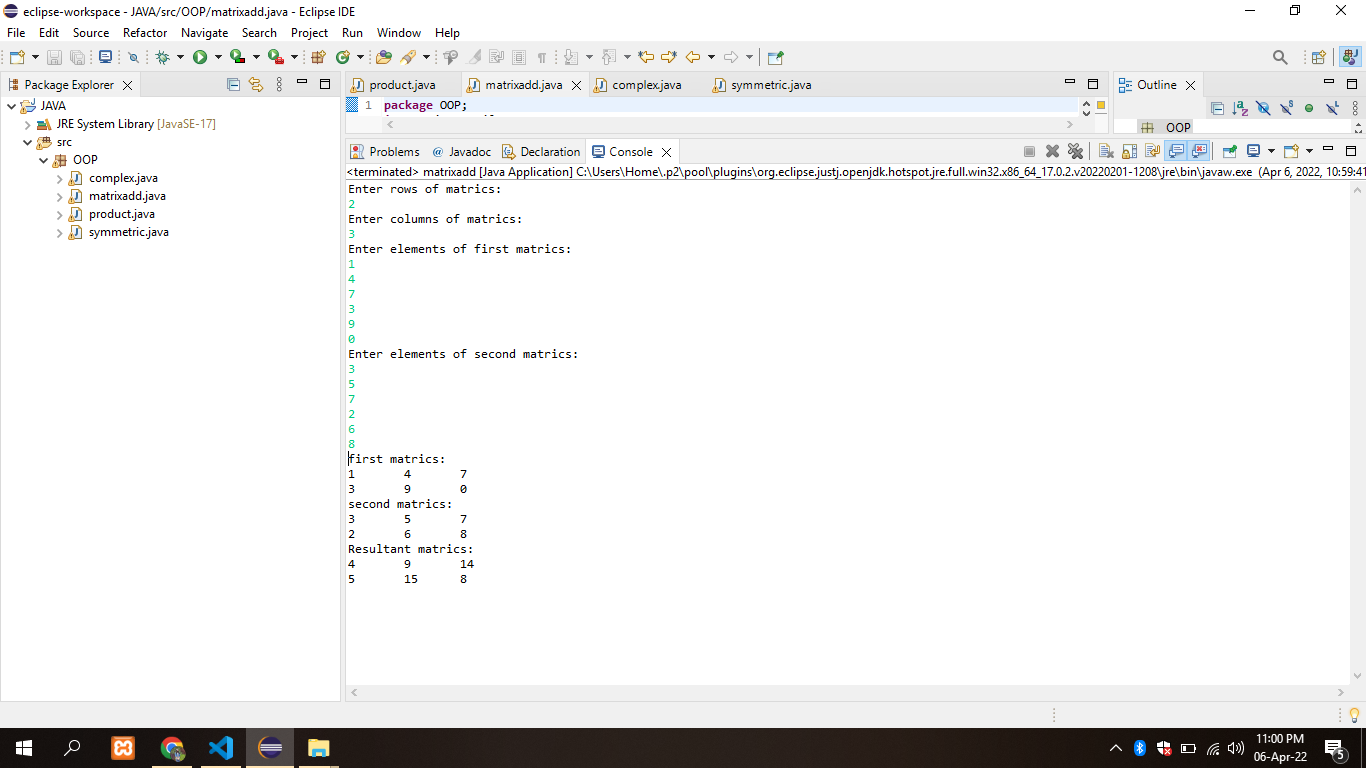 eclipse-workspace - JAVA/src/OOP/matrixadd.java - Eclipse IDE
File Edit Source Refactor Navigate Search Project Run Window Help
Package Explorer
JAVA
JRE System Library [JavaSE-17]
src
OOP
complex.java
matrixadd.java
product.java
symmetric.java
product.java matrixadd.java complex.java symmetric.java
1 package OOP;
Outline
OOP
Problems @ Javadoc Declaration Console
<terminated> matrixadd [Java Application] C:\Users\Home\.p2\pool\plugins\org.eclipse.justj.openjdk.hotspot.jre.full.win32.x86_64_17.0.2.v20220201-1208\jre\bin\javaw.exe (Apr 6, 2022, 10:59:41
Enter rows of matrics:
2
Enter columns of matrics:
3
Enter elements of first matrics:
1
4
7
3
9
0
Enter elements of second matrics:
3
5
7
2
6
8
first matrics:
1 4 7
3 9 0
second matrics:
3 5 7
2 6 8
Resultant matrics:
4 9 14
5 15 8
11:00 PM
06-Apr-22
5